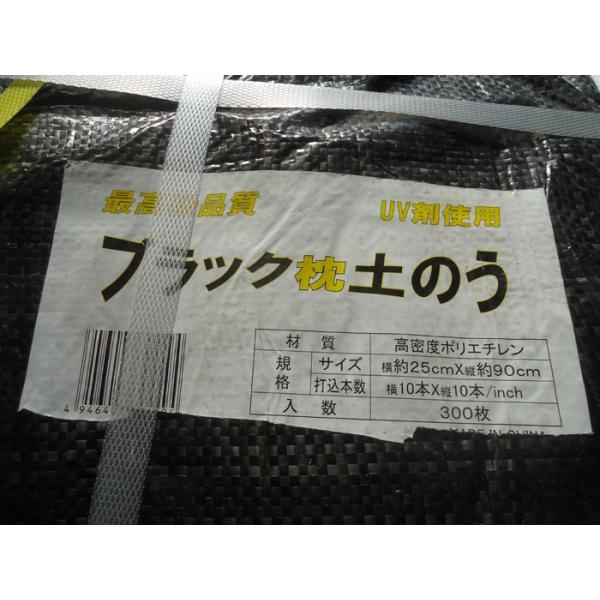 最高 品質 UV剤使用
ブラック枕土のう
材質 高密度ポリエチレン
規格 サイズ 横約25cmX縦約90cm
打込本数 横10本X縦10本/inch
入数 300枚
4 9464
MADE IN CHINA